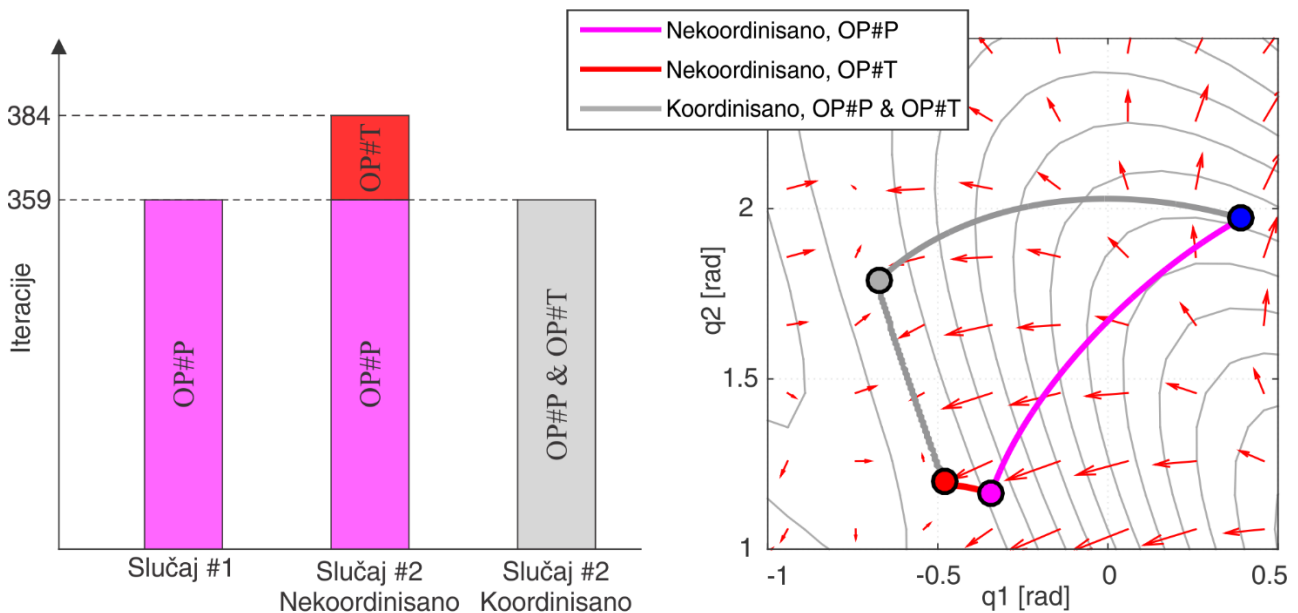 384
359
Iteracije
OP#P
OP#T
OP#P
OP#P & OP#T
Slučaj #1
Slučaj #2
Nekoordinisano
Slučaj #2
Koordinisano
Nekoordinisano, OP#P
Nekoordinisano, OP#T
Koordinisano, OP#P & OP#T
2
1.5
1
q2 [rad]
-1
-0.5
0
0.5
q1 [rad]